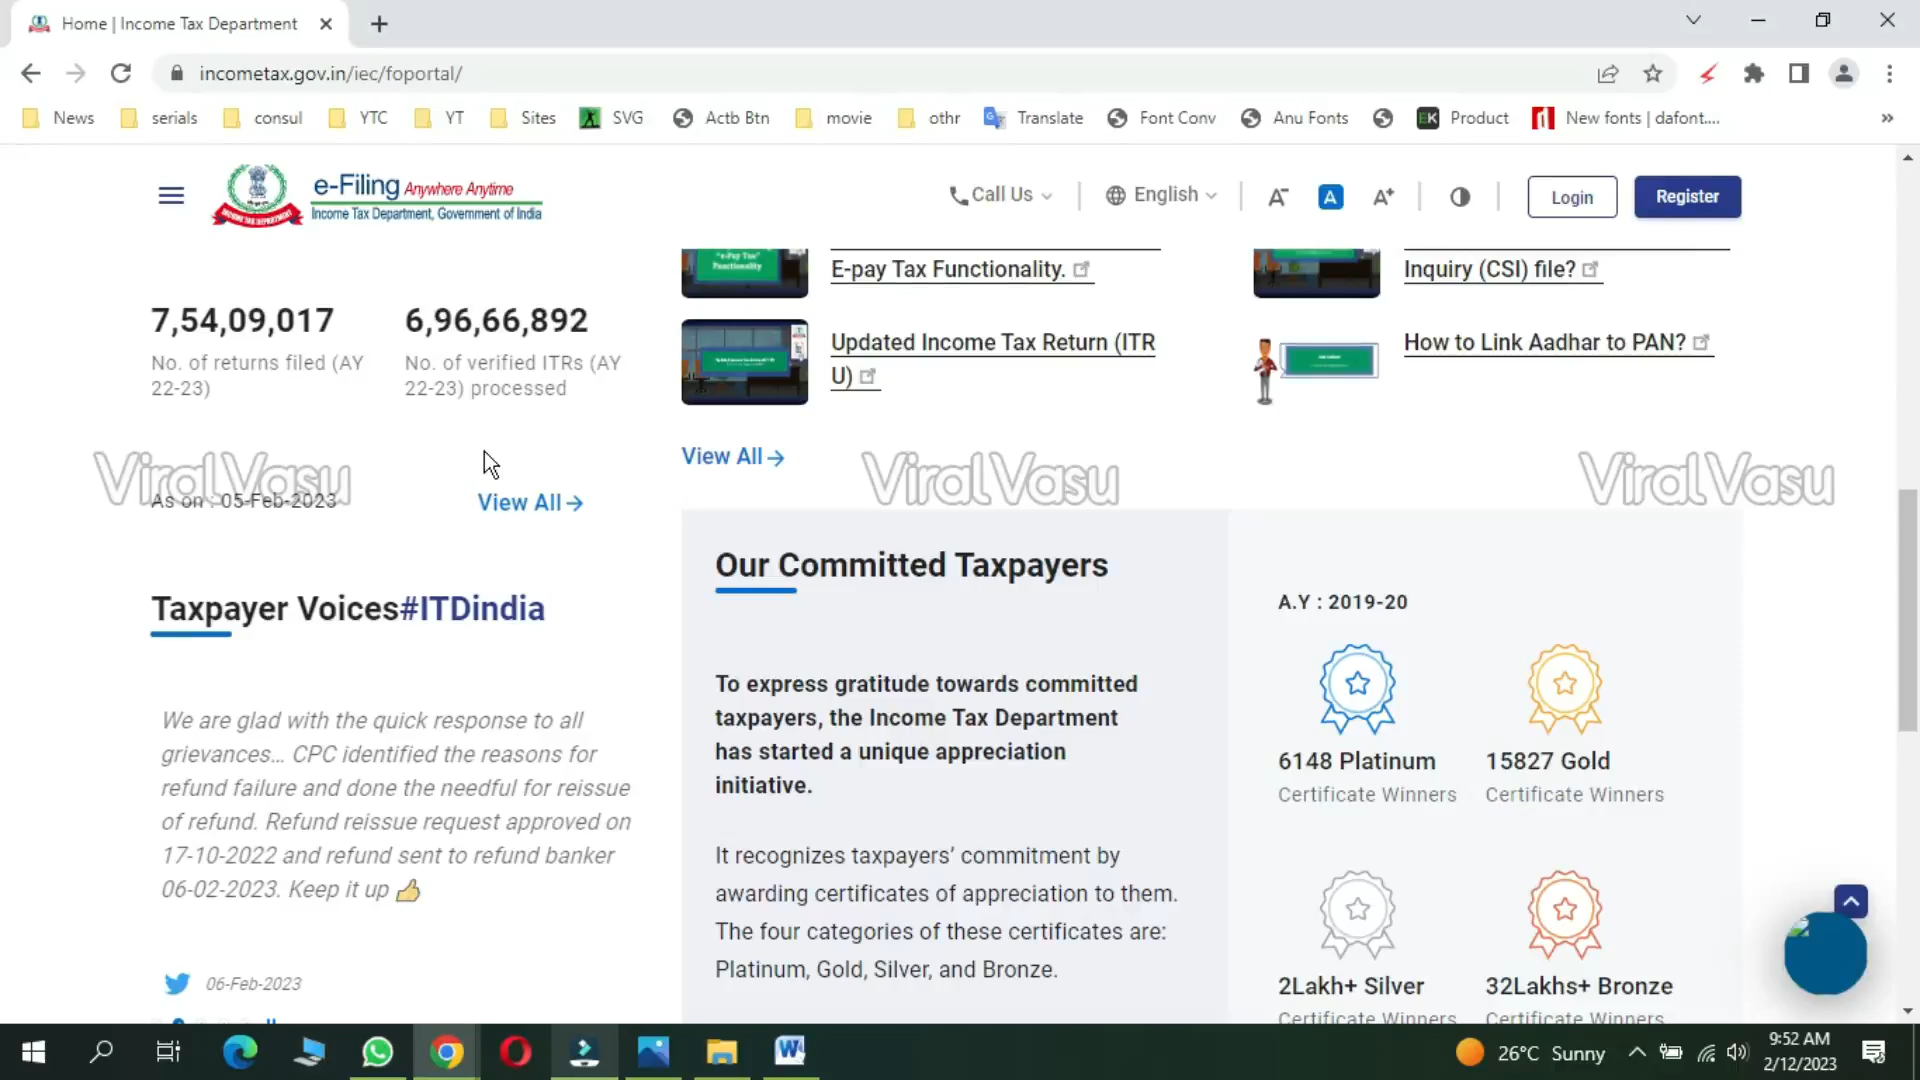 Home | Income Tax Department
incometax.gov.in/iec/foportal/
News
serials
consul
YTC
YT
Sites
SVG
Actb Btn
movie
othr
Translate
Font Conv
Anu Fonts
EK
Product
New fonts | dafont....
»
INCOME TAX DEPARTMENT
e-Filing Anywhere Anytime
Income Tax Department, Government of India
Call Us
English
A-
A
A+
Login
Register
"e-Pay Tax"
Functionality
E-pay Tax Functionality.
Inquiry (CSI) file?
7,54,09,017
No. of returns filed (AY
22-23)
6,96,66,892
No. of verified ITRs (AY
22-23) processed
Updated Income Tax Return (ITR
U)
How to Link Aadhar to PAN?
View All
ViralVasu
ViralVasu
ViralVasu
As on : 05-Feb-2023
View All
Taxpayer Voices#ITDindia
We are glad with the quick response to all
grievances... CPC identified the reasons for
refund failure and done the needful for reissue
of refund. Refund reissue request approved on
17-10-2022 and refund sent to refund banker
06-02-2023. Keep it up 👍
06-Feb-2023
Our Committed Taxpayers
To express gratitude towards committed
taxpayers, the Income Tax Department
has started a unique appreciation
initiative.
It recognizes taxpayers’ commitment by
awarding certificates of appreciation to them.
The four categories of these certificates are:
Platinum, Gold, Silver, and Bronze.
A.Y : 2019-20
6148 Platinum
Certificate Winners
15827 Gold
Certificate Winners
2Lakh+ Silver
Certificate Winners
32Lakhs+ Bronze
Certificate Winners
W
26°C Sunny
9:52 AM
2/12/2023